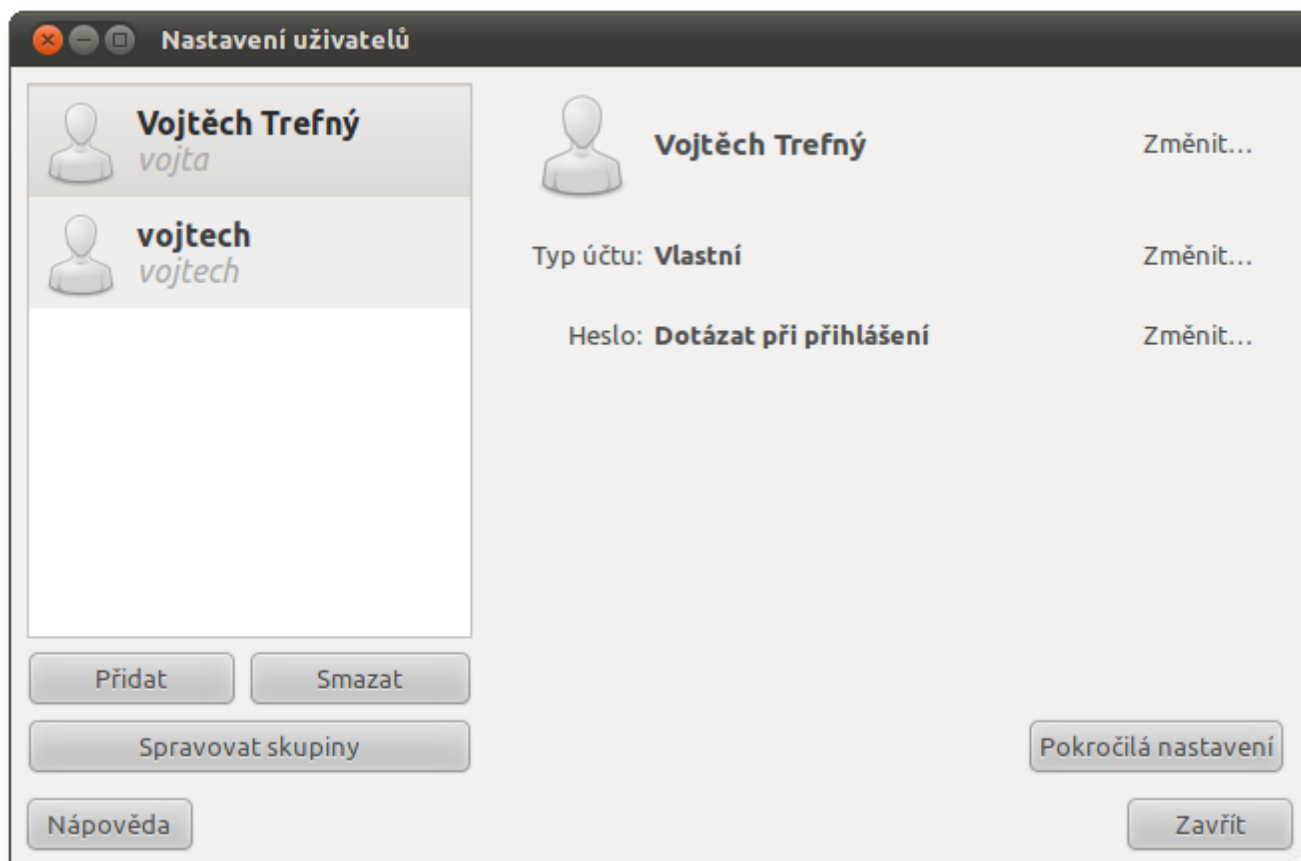 Nastavení uživatelů
Vojtěch Trefný
vojta
vojtech
vojtech
Vojtěch Trefný
Změnit...
Typ účtu: Vlastní
Změnit...
Heslo: Dotázat při přihlášení
Změnit...
Přidat
Smazat
Spravovat skupiny
Pokročilá nastavení
Nápověda
Zavřít